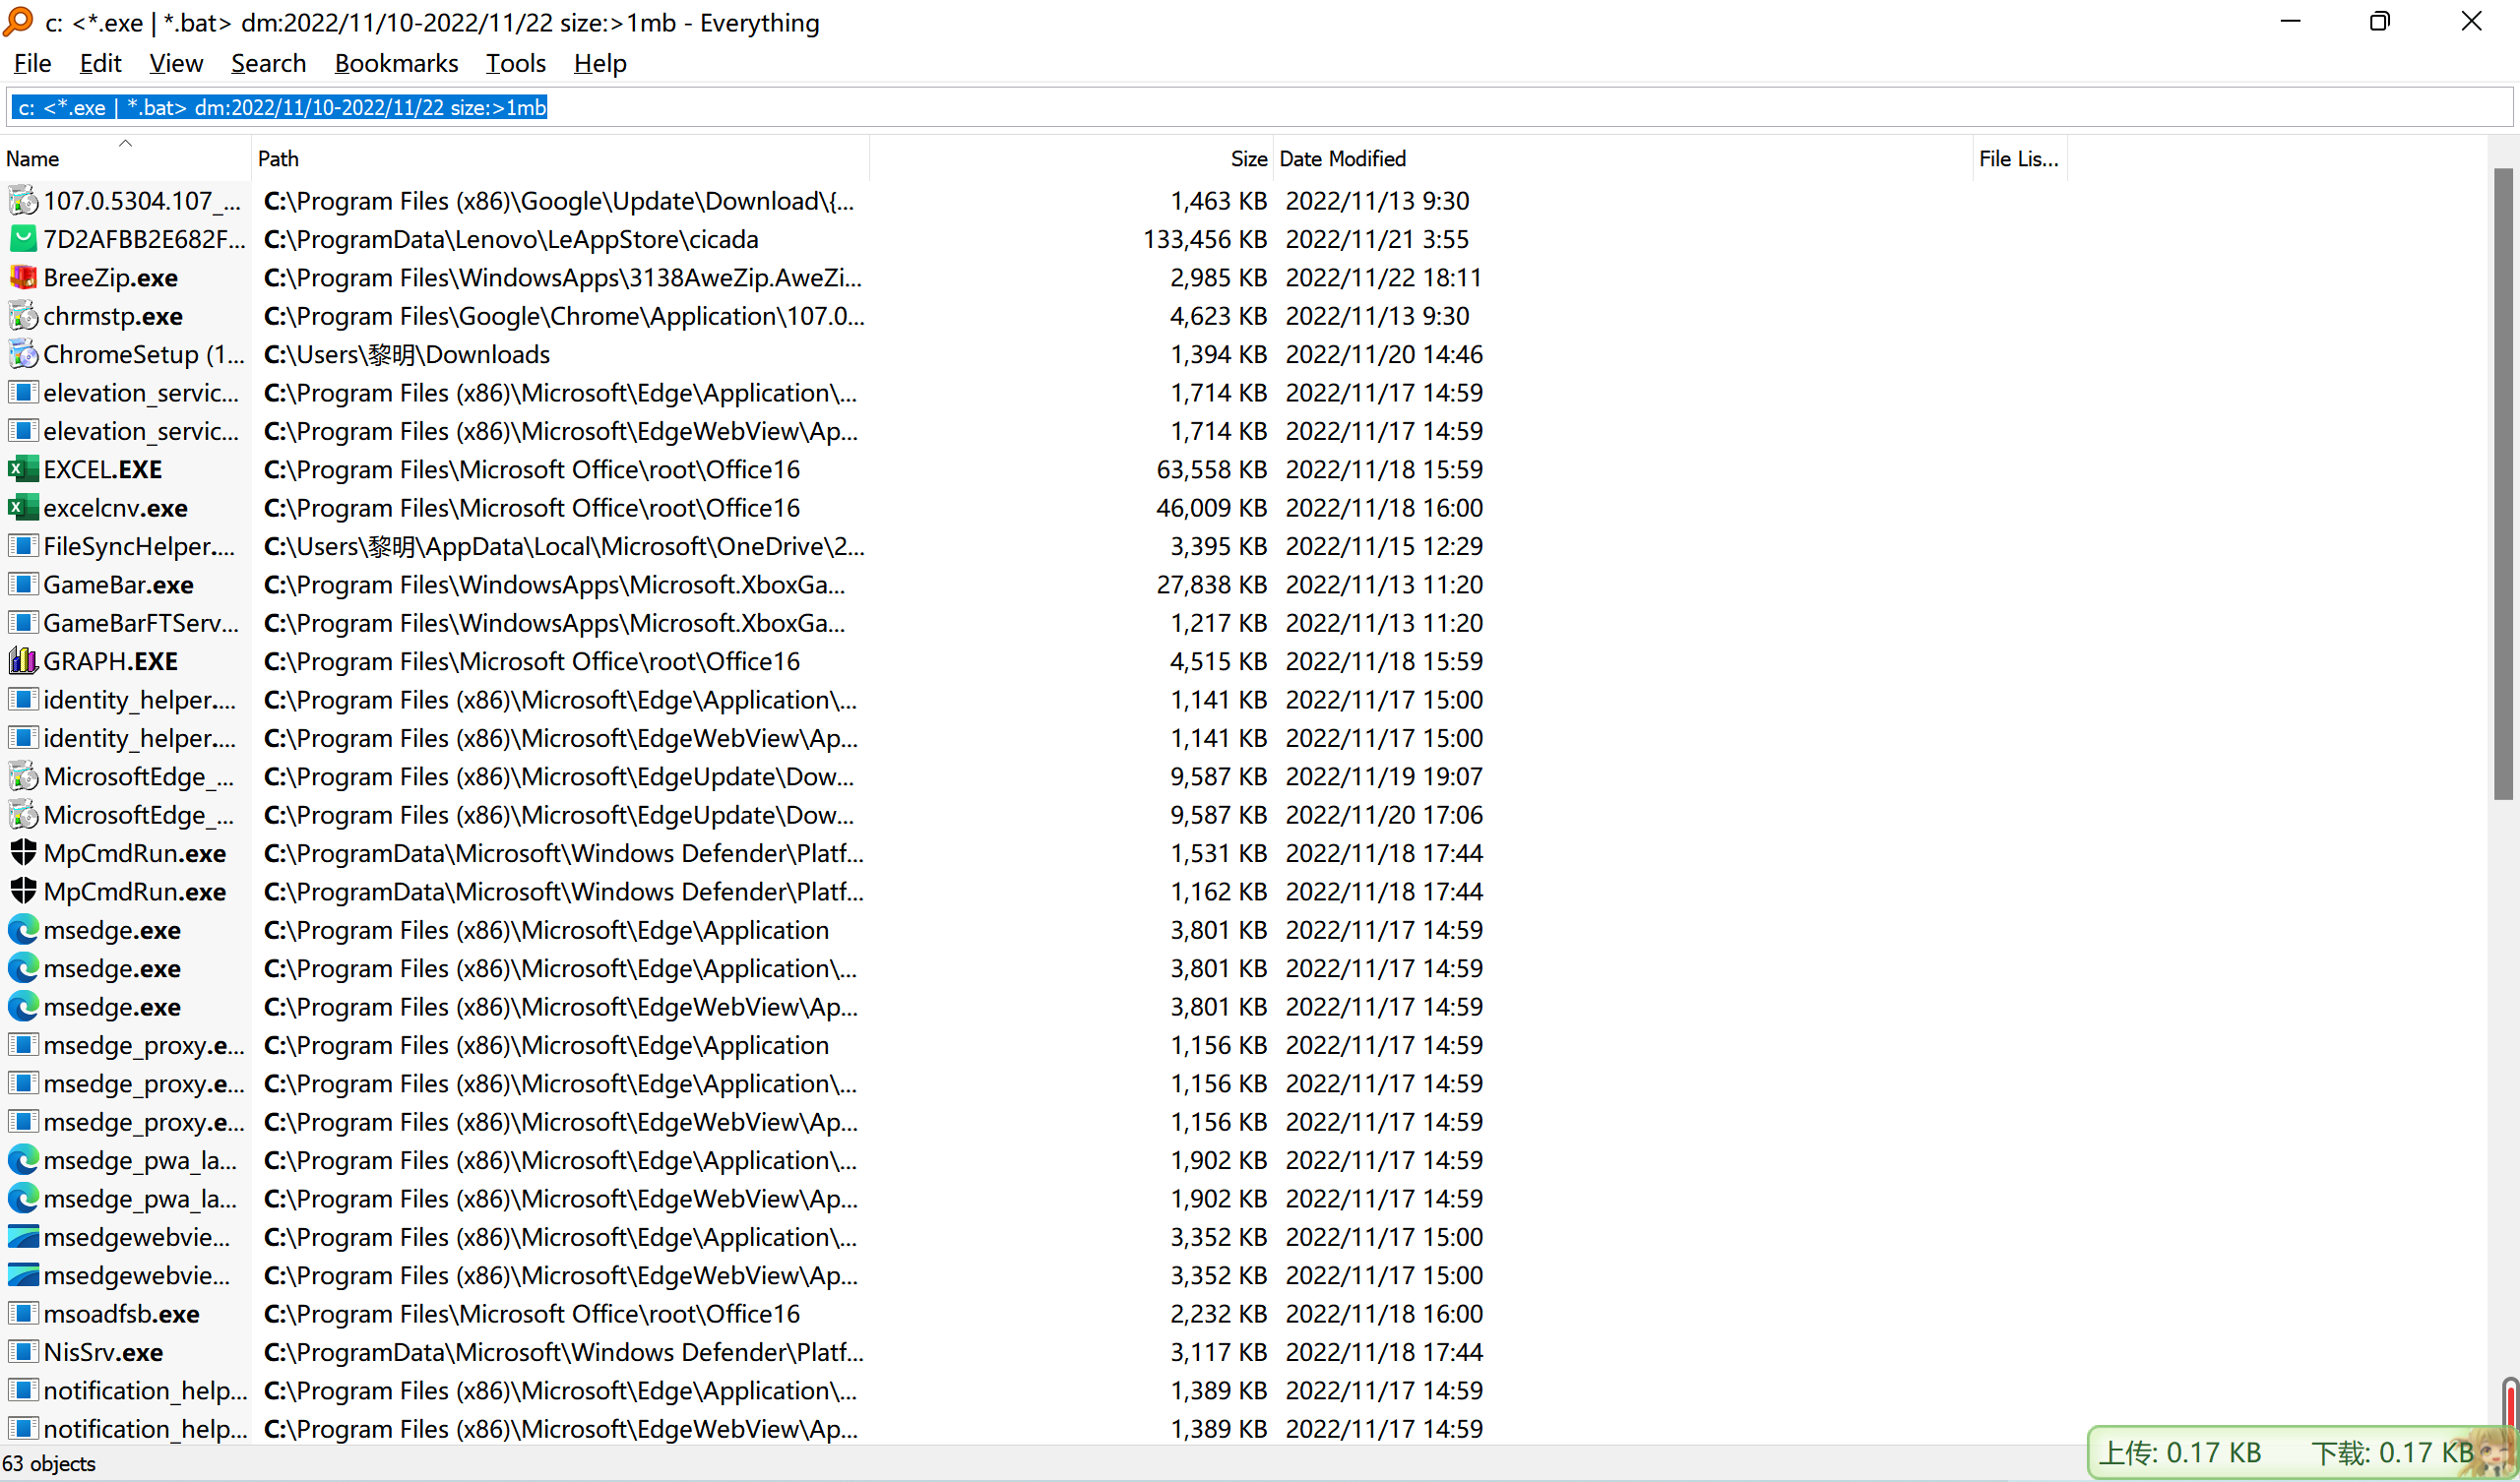 c: <*.exe | *.bat> dm:2022/11/10-2022/11/22 size:>1mb - Everything
File Edit View Search Bookmarks Tools Help
c: <*.exe | *.bat> dm:2022/11/10-2022/11/22 size:>1mb
Name Path Size Date Modified File Lis...
107.0.5304.107_... C:\Program Files (x86)\Google\Update\Download\{... 1,463 KB 2022/11/13 9:30
7D2AFBB2E682F... C:\ProgramData\Lenovo\LeAppStore\cicada 133,456 KB 2022/11/21 3:55
BreeZip.exe C:\Program Files\WindowsApps\3138AweZip.AweZi... 2,985 KB 2022/11/22 18:11
chrmstp.exe C:\Program Files\Google\Chrome\Application\107.0... 4,623 KB 2022/11/13 9:30
ChromeSetup (1... C:\Users\黎明\Downloads 1,394 KB 2022/11/20 14:46
elevation_servic... C:\Program Files (x86)\Microsoft\Edge\Application\... 1,714 KB 2022/11/17 14:59
elevation_servic... C:\Program Files (x86)\Microsoft\EdgeWebView\Ap... 1,714 KB 2022/11/17 14:59
EXCEL.EXE C:\Program Files\Microsoft Office\root\Office16 63,558 KB 2022/11/18 15:59
excelcnv.exe C:\Program Files\Microsoft Office\root\Office16 46,009 KB 2022/11/18 16:00
FileSyncHelper.... C:\Users\黎明\AppData\Local\Microsoft\OneDrive\2... 3,395 KB 2022/11/15 12:29
GameBar.exe C:\Program Files\WindowsApps\Microsoft.XboxGa... 27,838 KB 2022/11/13 11:20
GameBarFTServ... C:\Program Files\WindowsApps\Microsoft.XboxGa... 1,217 KB 2022/11/13 11:20
GRAPH.EXE C:\Program Files\Microsoft Office\root\Office16 4,515 KB 2022/11/18 15:59
identity_helper.... C:\Program Files (x86)\Microsoft\Edge\Application\... 1,141 KB 2022/11/17 15:00
identity_helper.... C:\Program Files (x86)\Microsoft\EdgeWebView\Ap... 1,141 KB 2022/11/17 15:00
MicrosoftEdge_... C:\Program Files (x86)\Microsoft\EdgeUpdate\Dow... 9,587 KB 2022/11/19 19:07
MicrosoftEdge_... C:\Program Files (x86)\Microsoft\EdgeUpdate\Dow... 9,587 KB 2022/11/20 17:06
MpCmdRun.exe C:\ProgramData\Microsoft\Windows Defender\Platf... 1,531 KB 2022/11/18 17:44
MpCmdRun.exe C:\ProgramData\Microsoft\Windows Defender\Platf... 1,162 KB 2022/11/18 17:44
msedge.exe C:\Program Files (x86)\Microsoft\Edge\Application 3,801 KB 2022/11/17 14:59
msedge.exe C:\Program Files (x86)\Microsoft\Edge\Application\... 3,801 KB 2022/11/17 14:59
msedge.exe C:\Program Files (x86)\Microsoft\EdgeWebView\Ap... 3,801 KB 2022/11/17 14:59
msedge_proxy.e... C:\Program Files (x86)\Microsoft\Edge\Application 1,156 KB 2022/11/17 14:59
msedge_proxy.e... C:\Program Files (x86)\Microsoft\Edge\Application\... 1,156 KB 2022/11/17 14:59
msedge_proxy.e... C:\Program Files (x86)\Microsoft\EdgeWebView\Ap... 1,156 KB 2022/11/17 14:59
msedge_pwa_la... C:\Program Files (x86)\Microsoft\Edge\Application\... 1,902 KB 2022/11/17 14:59
msedge_pwa_la... C:\Program Files (x86)\Microsoft\EdgeWebView\Ap... 1,902 KB 2022/11/17 14:59
msedgewebvie... C:\Program Files (x86)\Microsoft\Edge\Application\... 3,352 KB 2022/11/17 15:00
msedgewebvie... C:\Program Files (x86)\Microsoft\EdgeWebView\Ap... 3,352 KB 2022/11/17 15:00
msoadfsb.exe C:\Program Files\Microsoft Office\root\Office16 2,232 KB 2022/11/18 16:00
NisSrv.exe C:\ProgramData\Microsoft\Windows Defender\Platf... 3,117 KB 2022/11/18 17:44
notification_help... C:\Program Files (x86)\Microsoft\Edge\Application\... 1,389 KB 2022/11/17 14:59
notification_help... C:\Program Files (x86)\Microsoft\EdgeWebView\Ap... 1,389 KB 2022/11/17 14:59
63 objects
上传: 0.17 KB 下载: 0.17 KB